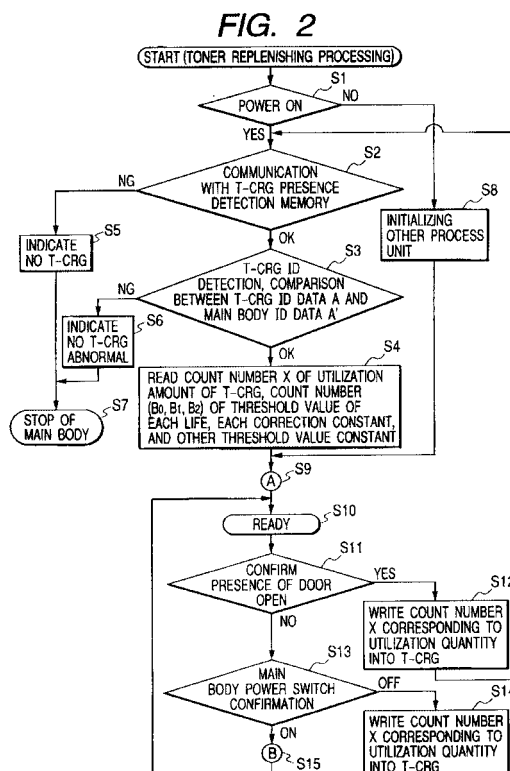 FIG. 2
START (TONER REPLENISHING PROCESSING)
S1
POWER ON
NO
YES
S2
COMMUNICATION
WITH T-CRG PRESENCE
DETECTION MEMORY
NG
S8
S5
INDICATE
NO T-CRG
OK
INITIALIZING
OTHER PROCESS
UNIT
S3
T-CRG ID
DETECTION, COMPARISON
BETWEEN T-CRG ID DATA A AND
MAIN BODY ID DATA A'
NG
INDICATE
NO T-CRG
ABNORMAL
S6
OK
S4
READ COUNT NUMBER X OF UTILIZATION
AMOUNT OF T-CRG, COUNT NUMBER
(B0, B1, B2) OF THRESHOLD VALUE OF
EACH LIFE, EACH CORRECTION CONSTANT,
AND OTHER THRESHOLD VALUE CONSTANT
S7
STOP OF
MAIN BODY
A
S9
S10
READY
S11
CONFIRM
PRESENCE OF DOOR
OPEN
YES
S12
NO
WRITE COUNT NUMBER
X CORRESPONDING TO
UTILIZATION QUANTITY
INTO T-CRG
S13
MAIN
BODY POWER SWITCH
CONFIRMATION
OFF
S14
ON
WRITE COUNT NUMBER
X CORRESPONDING TO
UTILIZATION QUANTITY
INTO T-CRG
B
S15